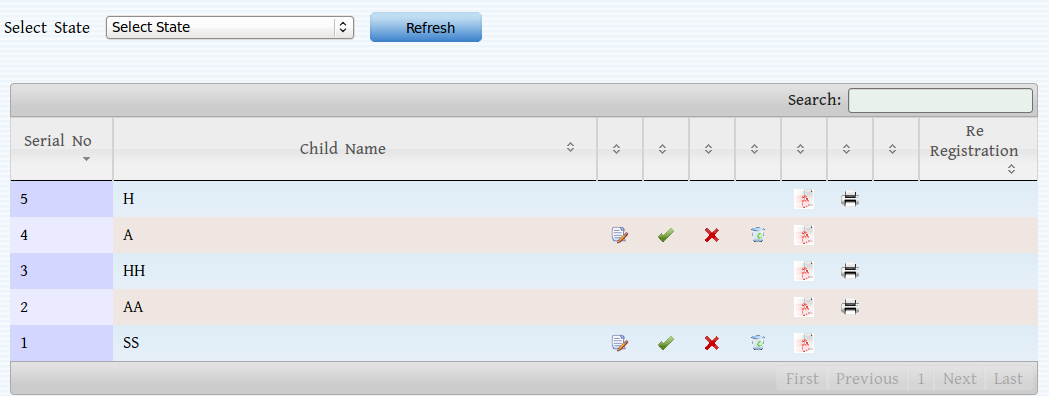 Select State Select State Refresh
Search:
Serial No Child Name Re Registration
5 H
4 A
3 HH
2 AA
1 SS
First Previous 1 Next Last